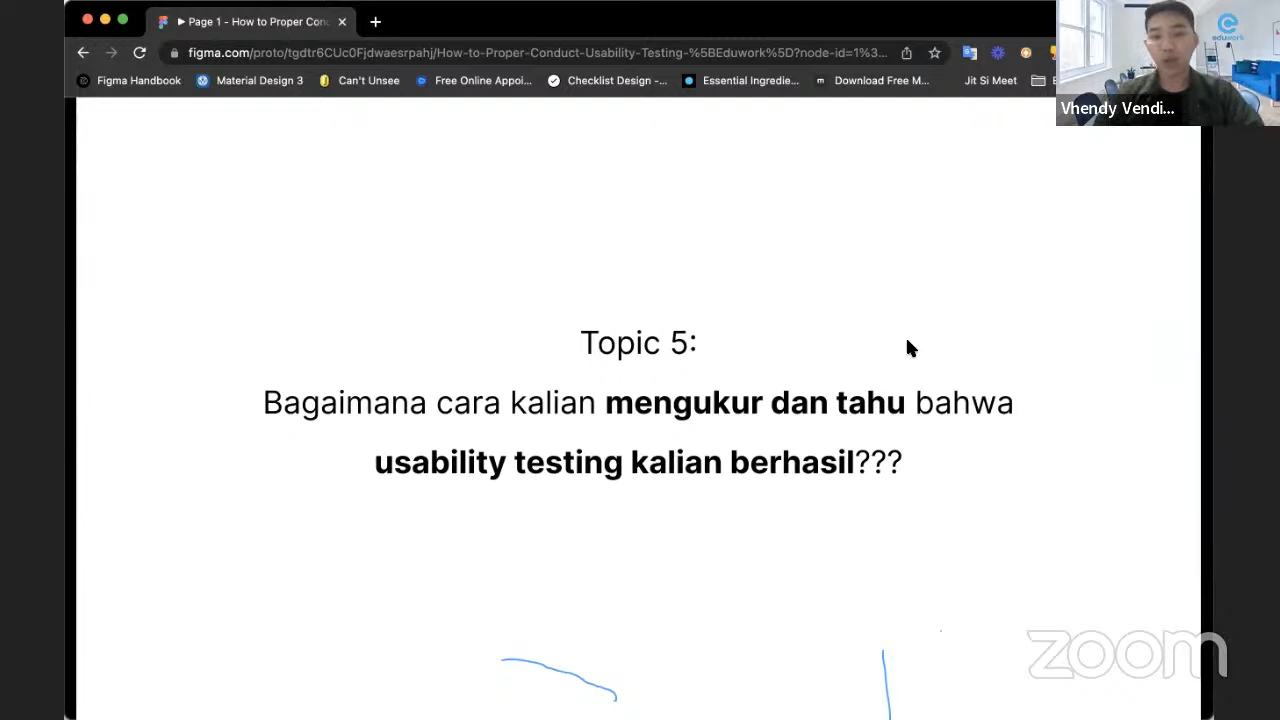 Page 1 - How to Proper Conc
figma.com/proto/tgdtr6CUc0Fjdwaesrpahj/How-to-Proper-Conduct-Usability-Testing-%5BEduwork%5D?node-id=1%3...
Figma Handbook
Material Design 3
Can't Unsee
Free Online Appoi...
Checklist Design -...
Essential Ingredie...
Download Free M...
Jit Si Meet
eduwork
Vhendy Vendi...
Topic 5:
Bagaimana cara kalian mengukur dan tahu bahwa
usability testing kalian berhasil???
zoom